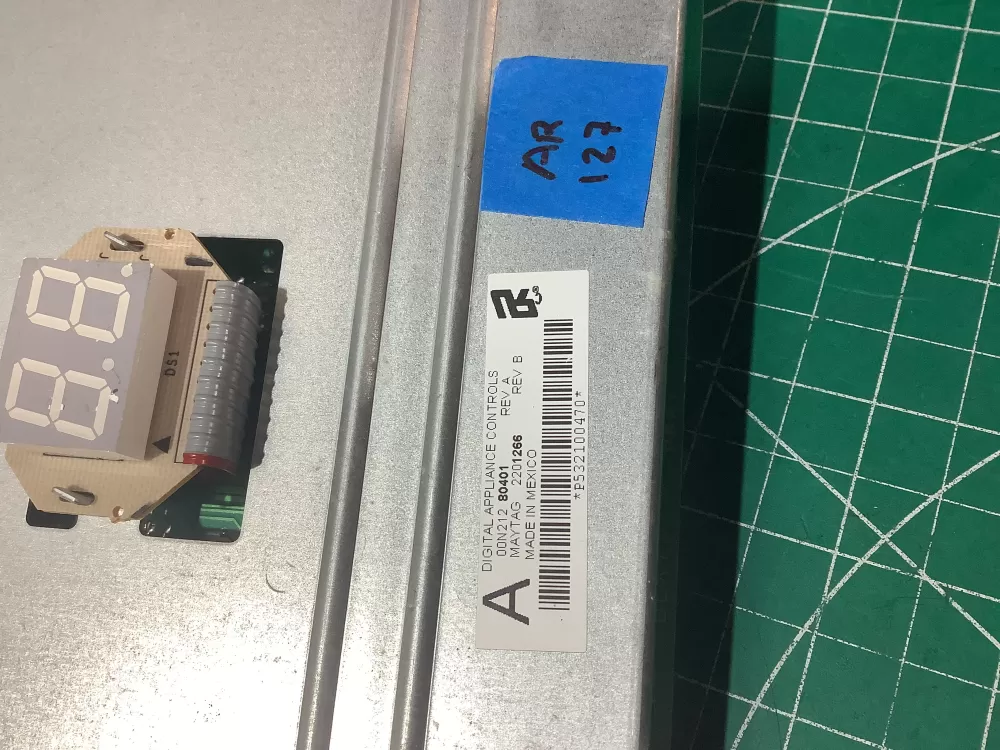 AR
127
DIGITAL APPLIANCE CONTROLS
00N212 80401 REV A
MAYTAG 2201266 REV B
MADE IN MEXICO
*P532100470*
A
DS1